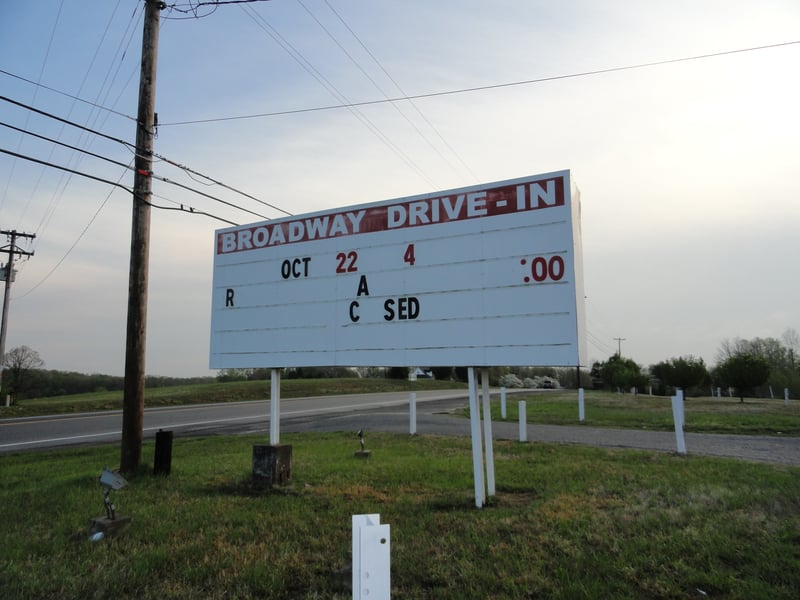 BROADWAY DRIVE-IN
OCT 22 4
:00
R A
C SED